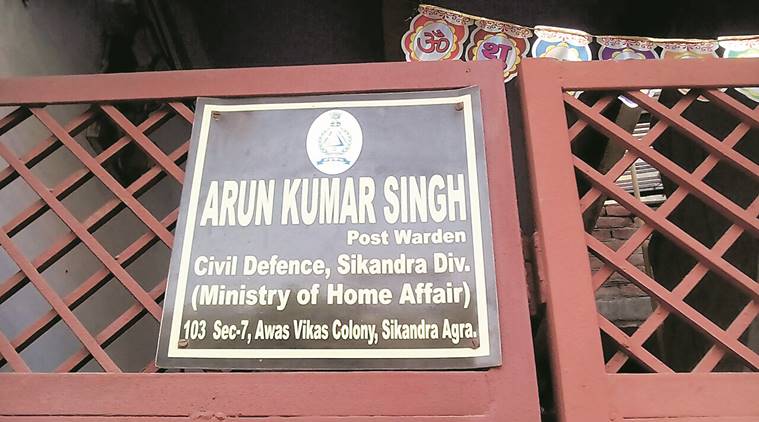 ॐ श
ARUN KUMAR SINGH
Post Warden
Civil Defence, Sikandra Div.
(Ministry of Home Affair)
103 Sec-7, Awas Vikas Colony, Sikandra Agra.